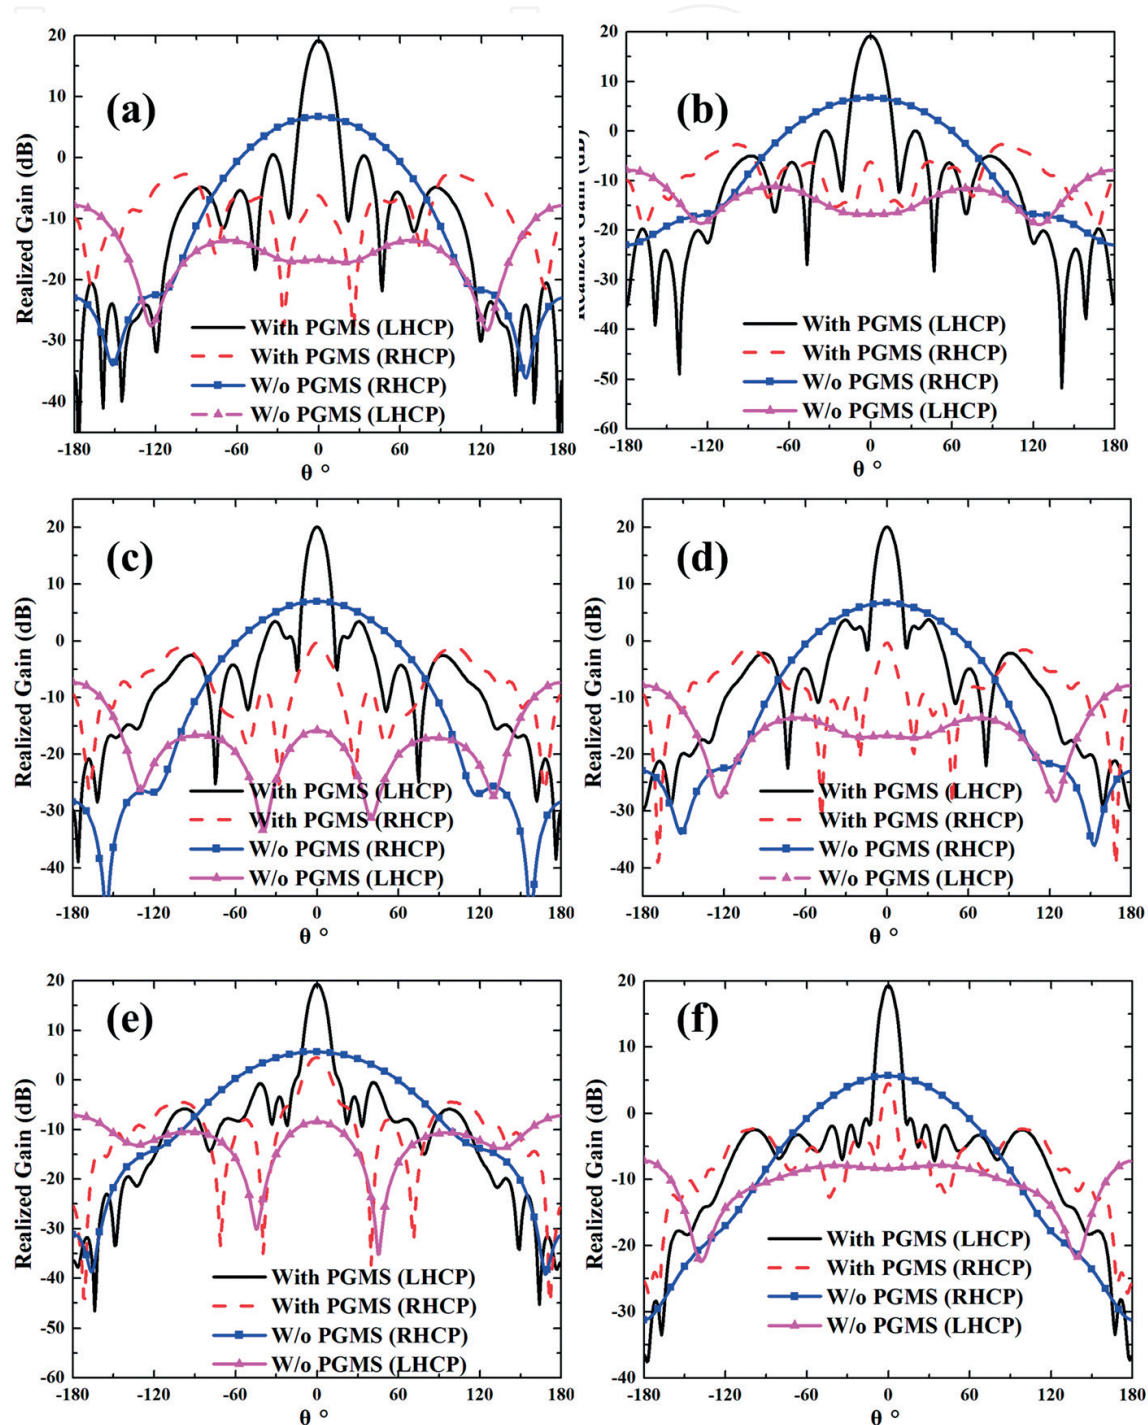 (a)
Realized Gain (dB)
20
10
0
-10
-20
-30
-40
With PGMS (LHCP)
With PGMS (RHCP)
W/o PGMS (RHCP)
W/o PGMS (LHCP)
-180 -120 -60 0 60 120 180
θ °
(b)
Realized Gain (dB)
20
10
0
-10
-20
-30
-40
-50
-60
With PGMS (LHCP)
With PGMS (RHCP)
W/o PGMS (RHCP)
W/o PGMS (LHCP)
-180 -120 -60 0 60 120 180
θ °
(c)
Realized Gain (dB)
20
10
0
-10
-20
-30
-40
With PGMS (LHCP)
With PGMS (RHCP)
W/o PGMS (RHCP)
W/o PGMS (LHCP)
-180 -120 -60 0 60 120 180
θ °
(d)
Realized Gain (dB)
20
10
0
-10
-20
-30
-40
With PGMS (LHCP)
With PGMS (RHCP)
W/o PGMS (RHCP)
W/o PGMS (LHCP)
-180 -120 -60 0 60 120 180
θ °
(e)
Realized Gain (dB)
20
10
0
-10
-20
-30
-40
-50
-60
With PGMS (LHCP)
With PGMS (RHCP)
W/o PGMS (RHCP)
W/o PGMS (LHCP)
-180 -120 -60 0 60 120 180
θ °
(f)
Realized Gain (dB)
20
10
0
-10
-20
-30
-40
With PGMS (LHCP)
With PGMS (RHCP)
W/o PGMS (RHCP)
W/o PGMS (LHCP)
-180 -120 -60 0 60 120 180
θ °